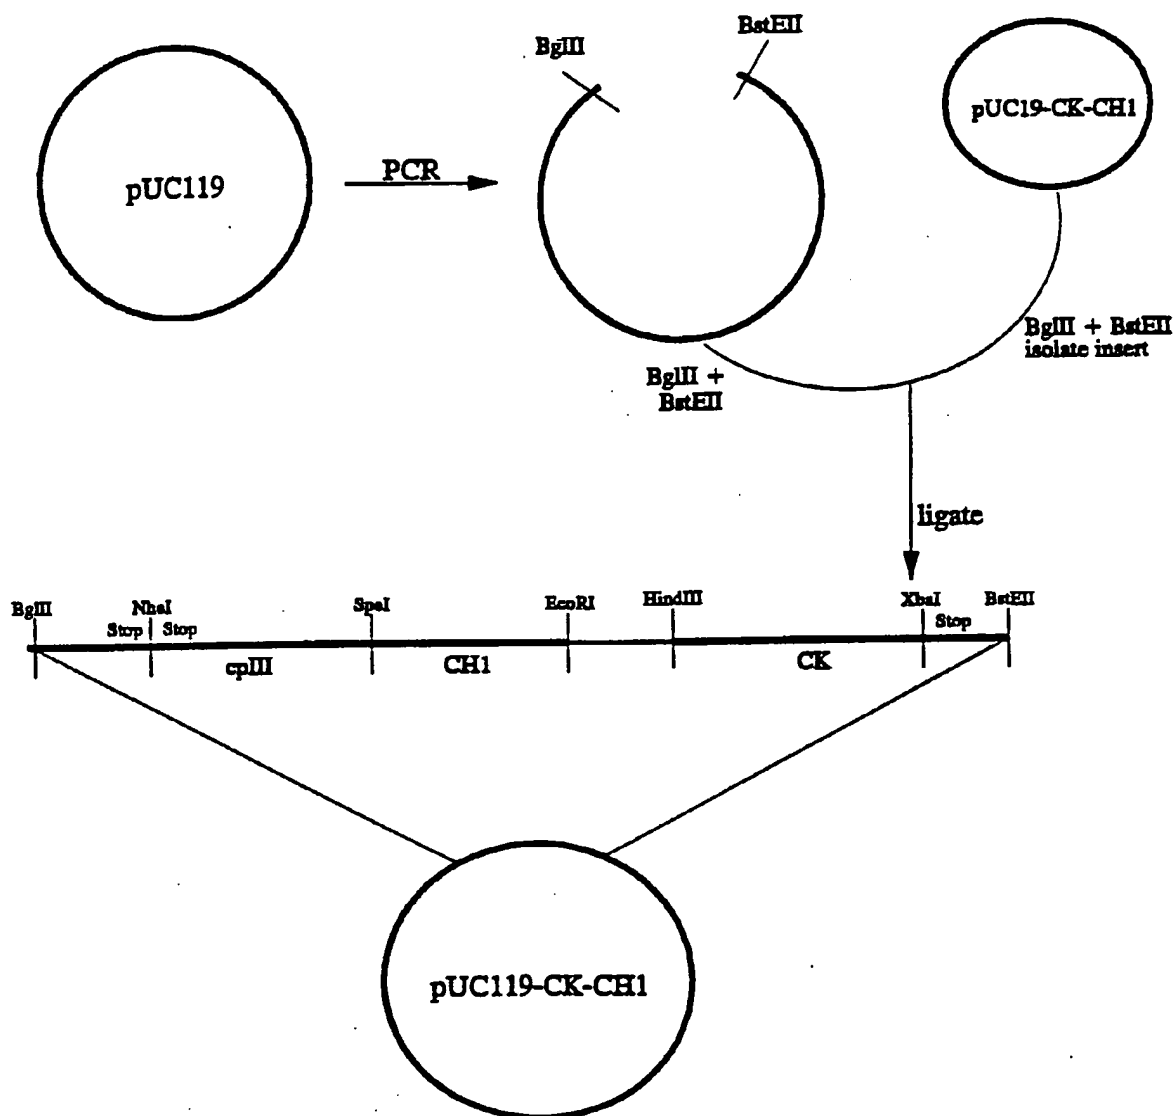 pUC119
PCR
BglII
BstEII
pUC19-CK-CH1
BglII +
BstEII
BglII + BstEII
isolate insert
ligate
BglII
NheI
SpeI
EcoRI
HindIII
XbaI
BstEII
Stop
Stop
Stop
cpIII
CH1
CK
pUC119-CK-CH1